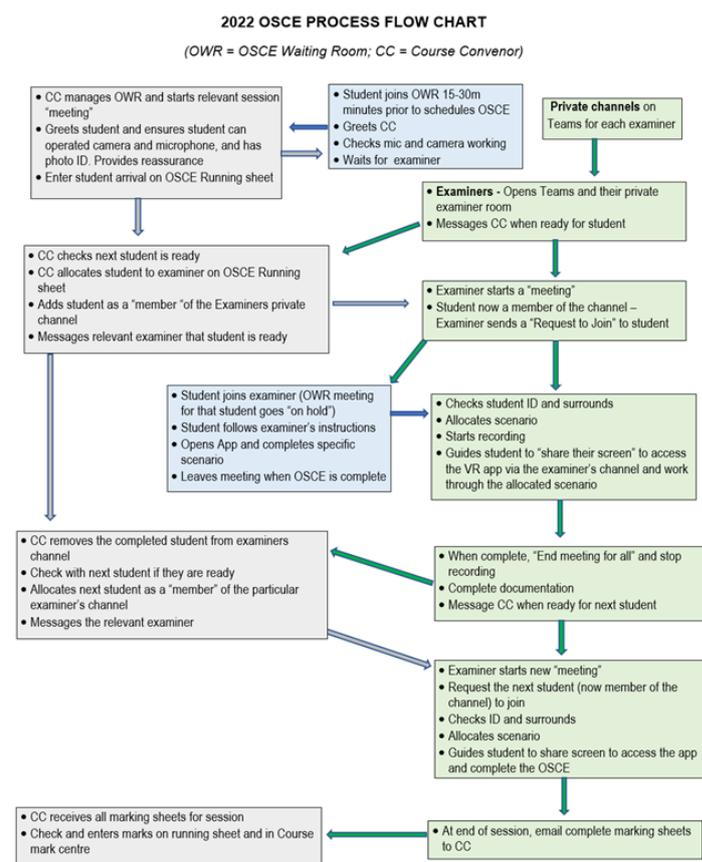 2022 OSCE PROCESS FLOW CHART
(OWR = OSCE Waiting Room; CC = Course Convenor)
• CC manages OWR and starts relevant session
“meeting”
• Greets student and ensures student can
operated camera and microphone, and has
photo ID. Provides reassurance
• Enter student arrival on OSCE Running sheet
• Student joins OWR 15-30m
minutes prior to schedules OSCE
• Greets CC
• Checks mic and camera working
• Waits for examiner
Private channels on
Teams for each examiner
• Examiners - Opens Teams and their private
examiner room
• Messages CC when ready for student
• CC checks next student is ready
• CC allocates student to examiner on OSCE Running
sheet
• Adds student as a “member “of the Examiners private
channel
• Messages relevant examiner that student is ready
• Examiner starts a “meeting”
• Student now a member of the channel –
Examiner sends a “Request to Join” to student
• Student joins examiner (OWR meeting
for that student goes “on hold”)
• Student follows examiner’s instructions
• Opens App and completes specific
scenario
• Leaves meeting when OSCE is complete
• Checks student ID and surrounds
• Allocates scenario
• Starts recording
• Guides student to “share their screen” to access
the VR app via the examiner’s channel and work
through the allocated scenario
• CC removes the completed student from examiners
channel
• Check with next student if they are ready
• Allocates next student as a “member” of the particular
examiner’s channel
• Messages the relevant examiner
• When complete, “End meeting for all” and stop
recording
• Complete documentation
• Message CC when ready for next student
• Examiner starts new “meeting”
• Request the next student (now member of the
channel) to join
• Checks ID and surrounds
• Allocates scenario
• Guides student to share screen to access the app
and complete the OSCE
• CC receives all marking sheets for session
• Check and enters marks on running sheet and in Course
mark centre
• At end of session, email complete marking sheets
to CC